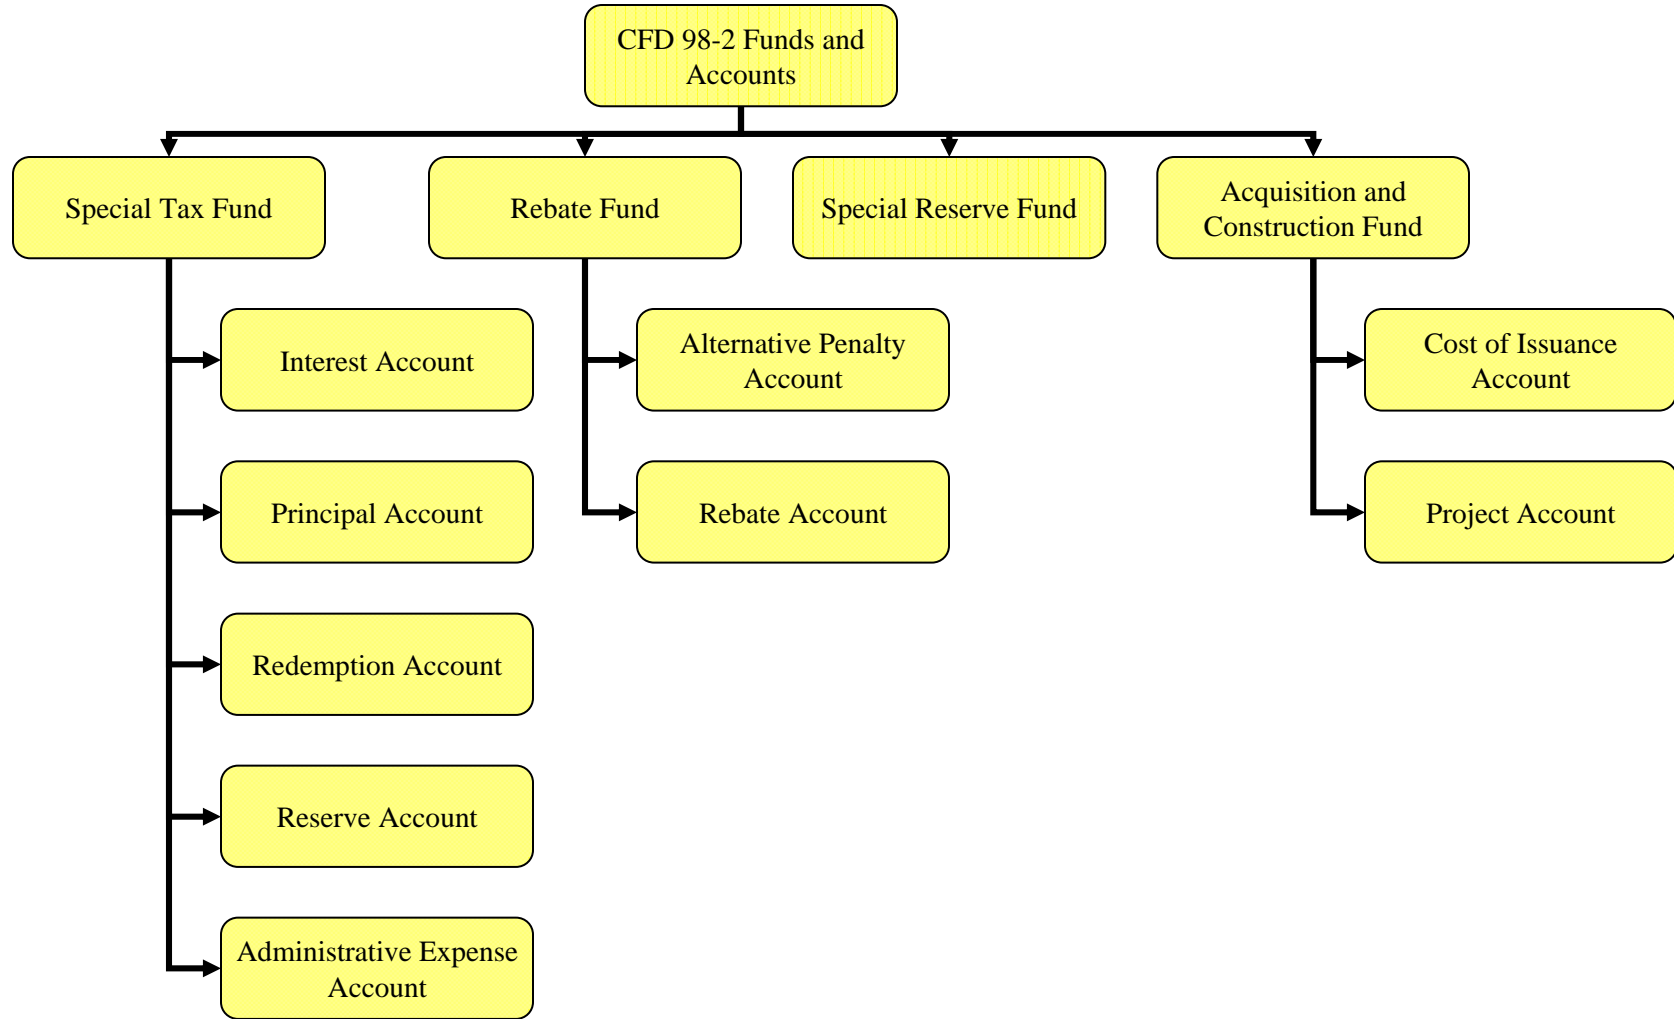 CFD 98-2 Funds and
Accounts
Special Tax Fund
Rebate Fund
Special Reserve Fund
Acquisition and
Construction Fund
Interest Account
Alternative Penalty
Account
Cost of Issuance
Account
Principal Account
Rebate Account
Project Account
Redemption Account
Reserve Account
Administrative Expense
Account